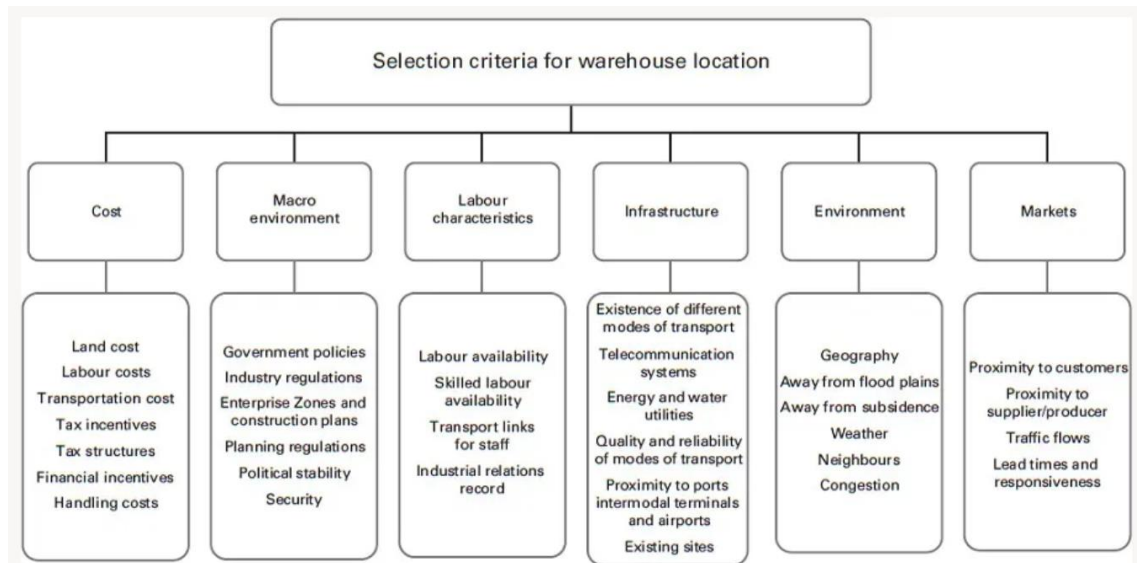 Selection criteria for warehouse location
Cost
Macro
environment
Labour
characteristics
Infrastructure
Environment
Markets
Land cost
Labour costs
Transportation cost
Tax incentives
Tax structures
Financial incentives
Handling costs
Government policies
Industry regulations
Enterprise Zones and
construction plans
Planning regulations
Political stability
Security
Labour availability
Skilled labour
availability
Transport links
for staff
Industrial relations
record
Existence of different
modes of transport
Telecommunication
systems
Energy and water
utilities
Quality and reliability
of modes of transport
Proximity to ports
intermodal terminals
and airports
Existing sites
Geography
Away from flood plains
Away from subsidence
Weather
Neighbours
Congestion
Proximity to customers
Proximity to
supplier/producer
Traffic flows
Lead times and
responsiveness